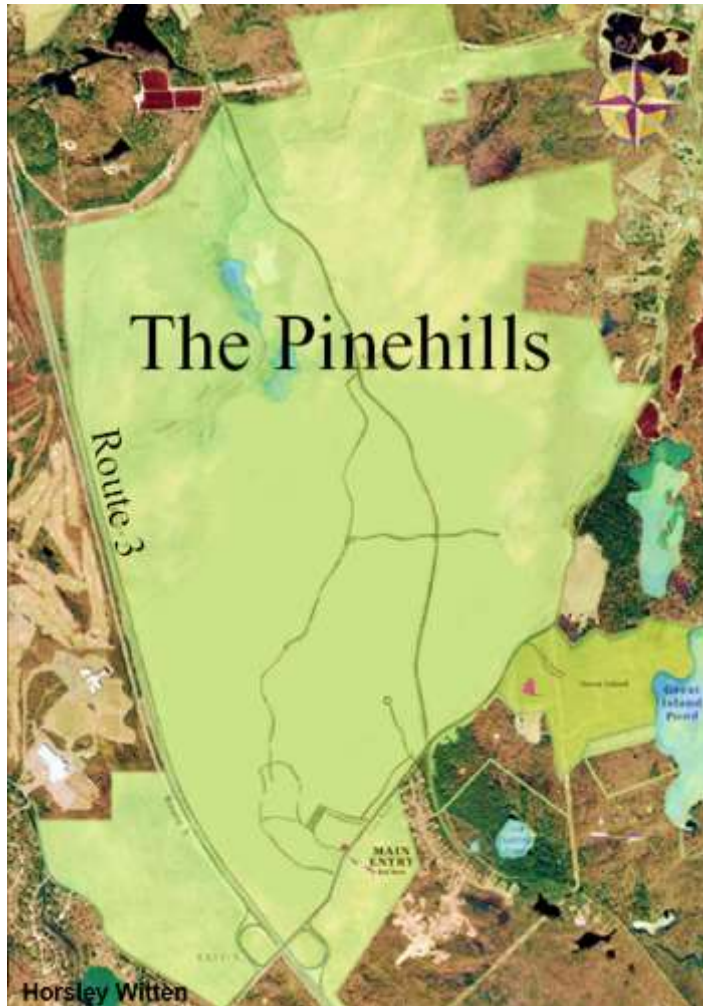 The Pinehills
Route 3
Great
Island
Pond
MAIN
ENTRY
Horsley Witten